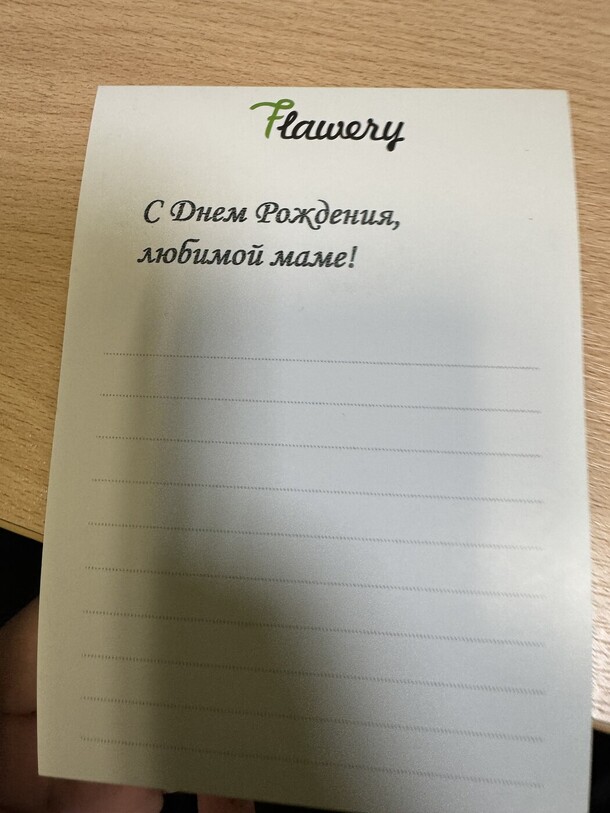 Flawery
С Днем Рождения,
любимой маме!